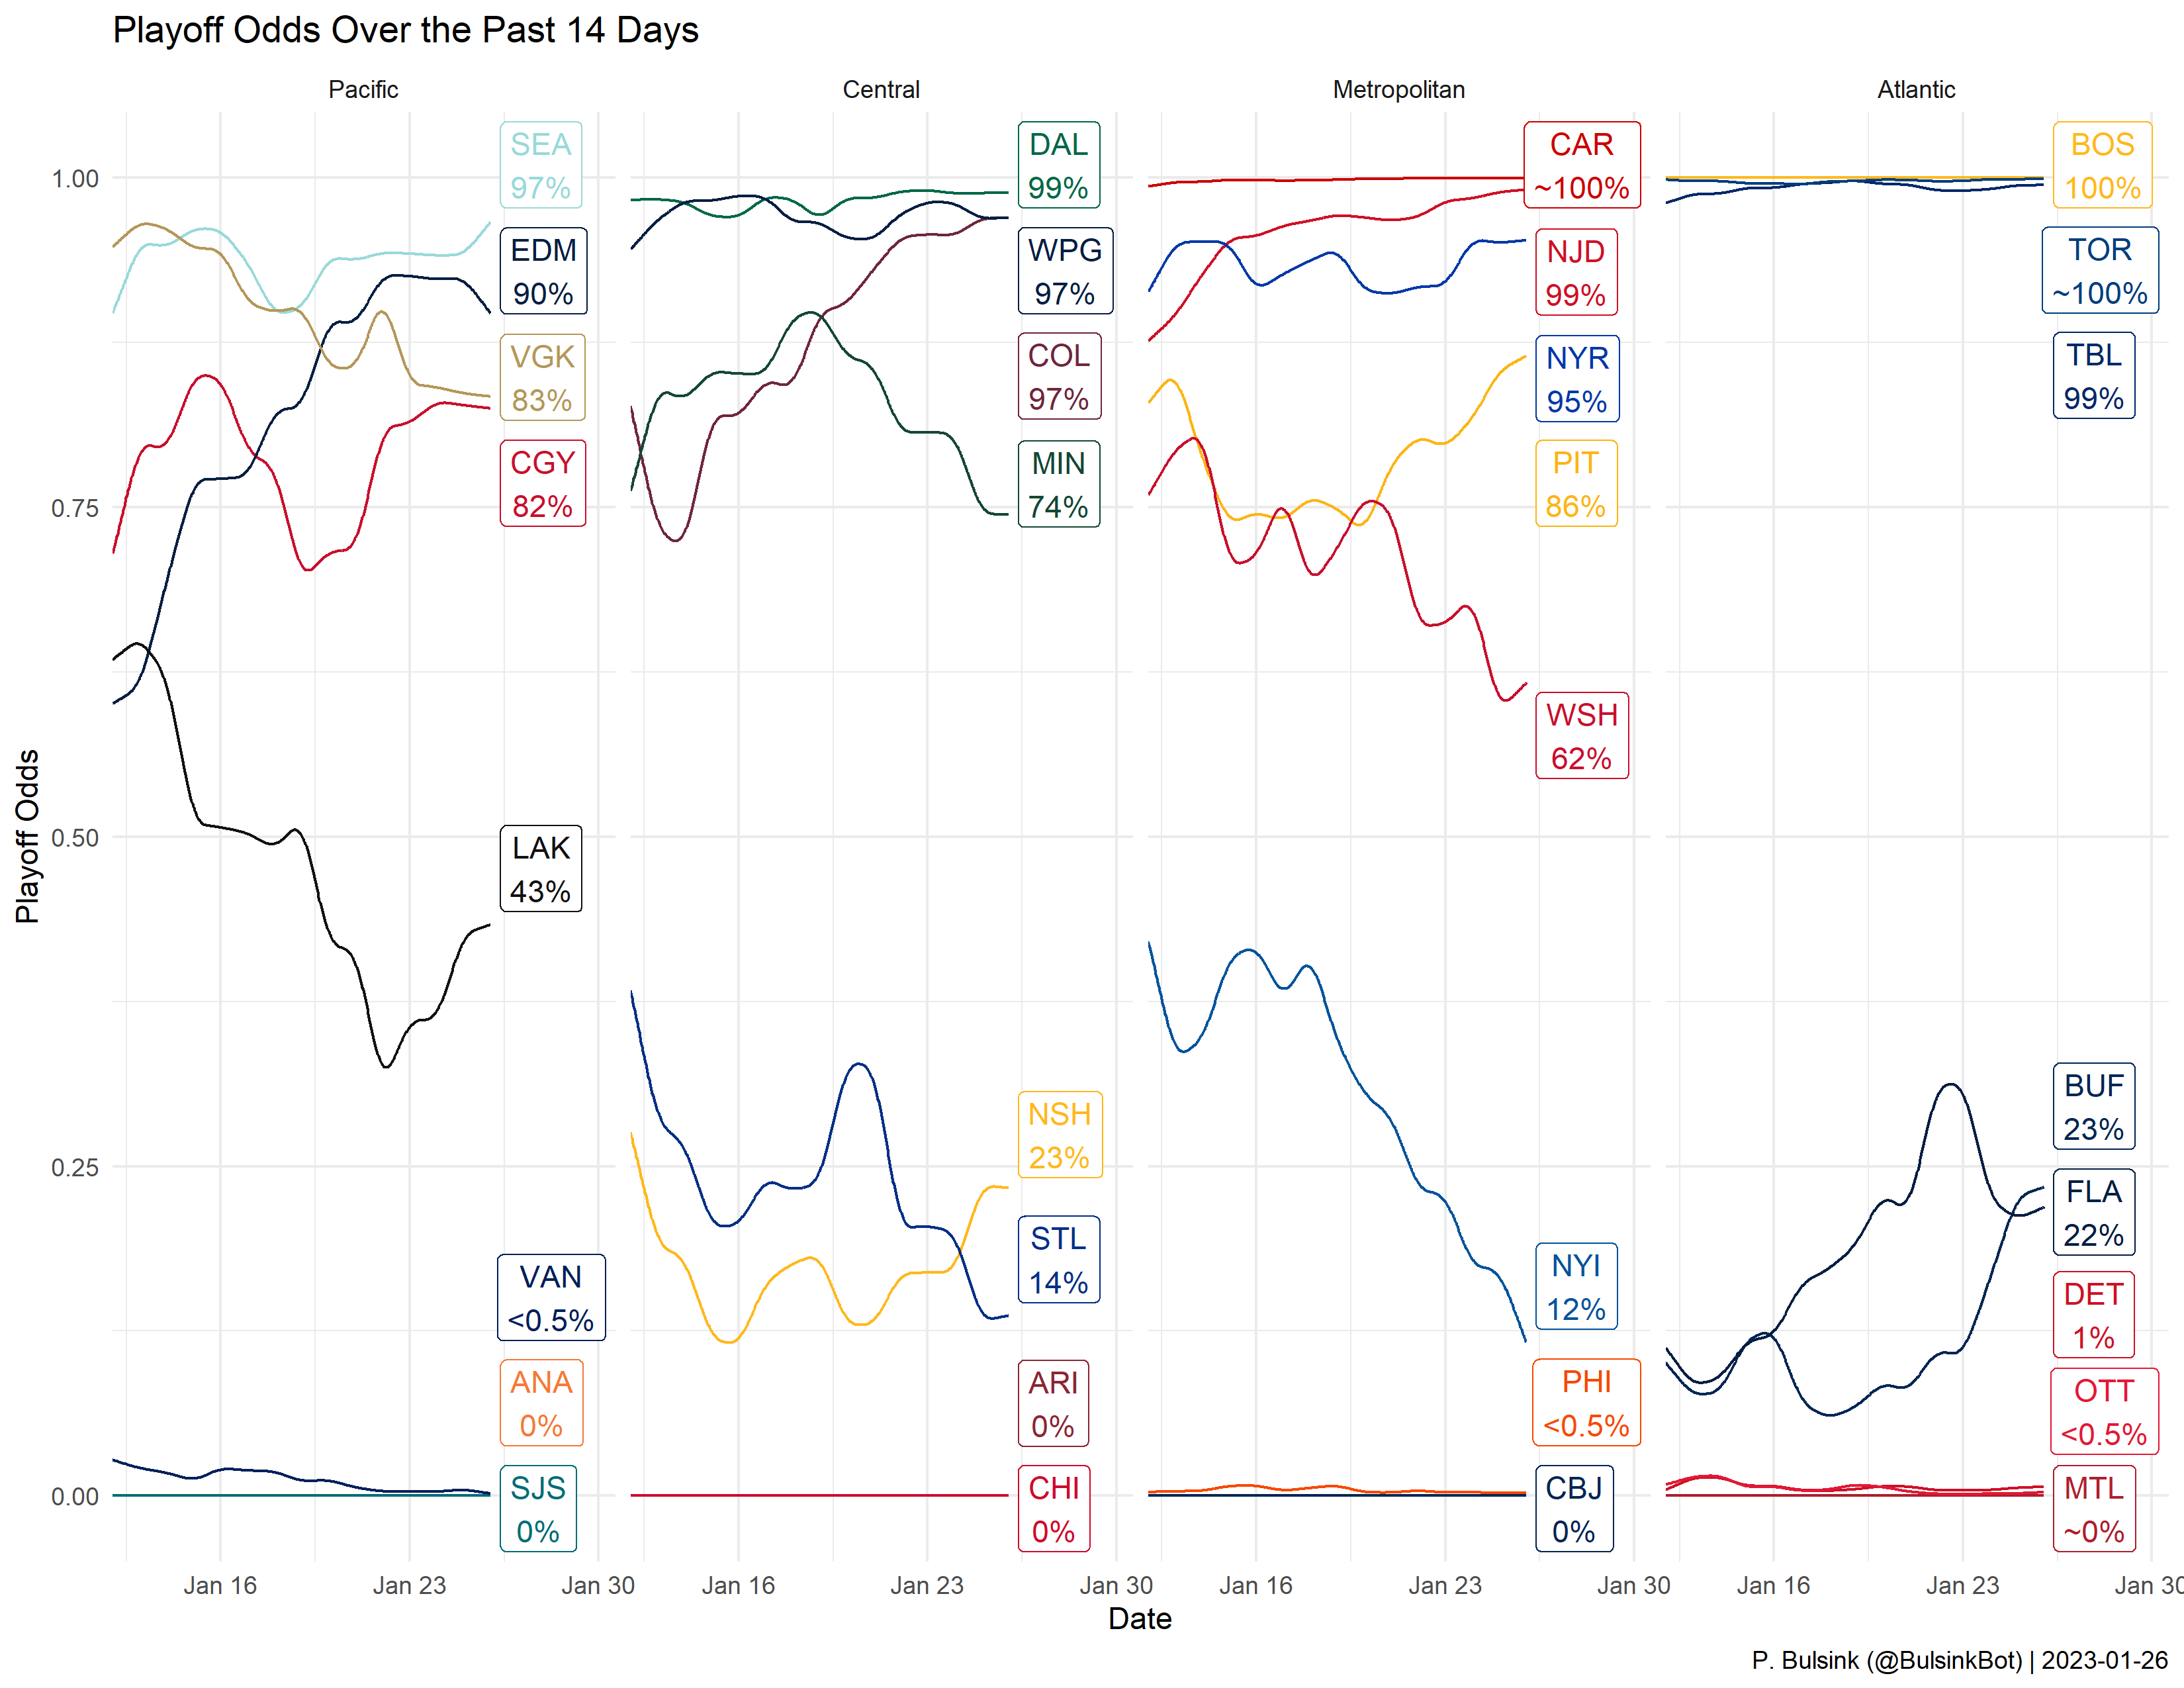 Playoff Odds Over the Past 14 Days
Pacific
Central
Metropolitan
Atlantic
Playoff Odds
1.00
0.75
0.50
0.25
0.00
SEA
97%
EDM
90%
VGK
83%
CGY
82%
LAK
43%
VAN
<0.5%
ANA
0%
SJS
0%
DAL
99%
WPG
97%
COL
97%
MIN
74%
NSH
23%
STL
14%
ARI
0%
CHI
0%
CAR
~100%
NJD
99%
NYR
95%
PIT
86%
WSH
62%
NYI
12%
PHI
<0.5%
CBJ
0%
BOS
100%
TOR
~100%
TBL
99%
BUF
23%
FLA
22%
DET
1%
OTT
<0.5%
MTL
~0%
Jan 16
Jan 23
Jan 30
Jan 16
Jan 23
Jan 30
Jan 16
Jan 23
Jan 30
Jan 16
Jan 23
Jan 30
Date
P. Bulsink (@BulsinkBot) | 2023-01-26